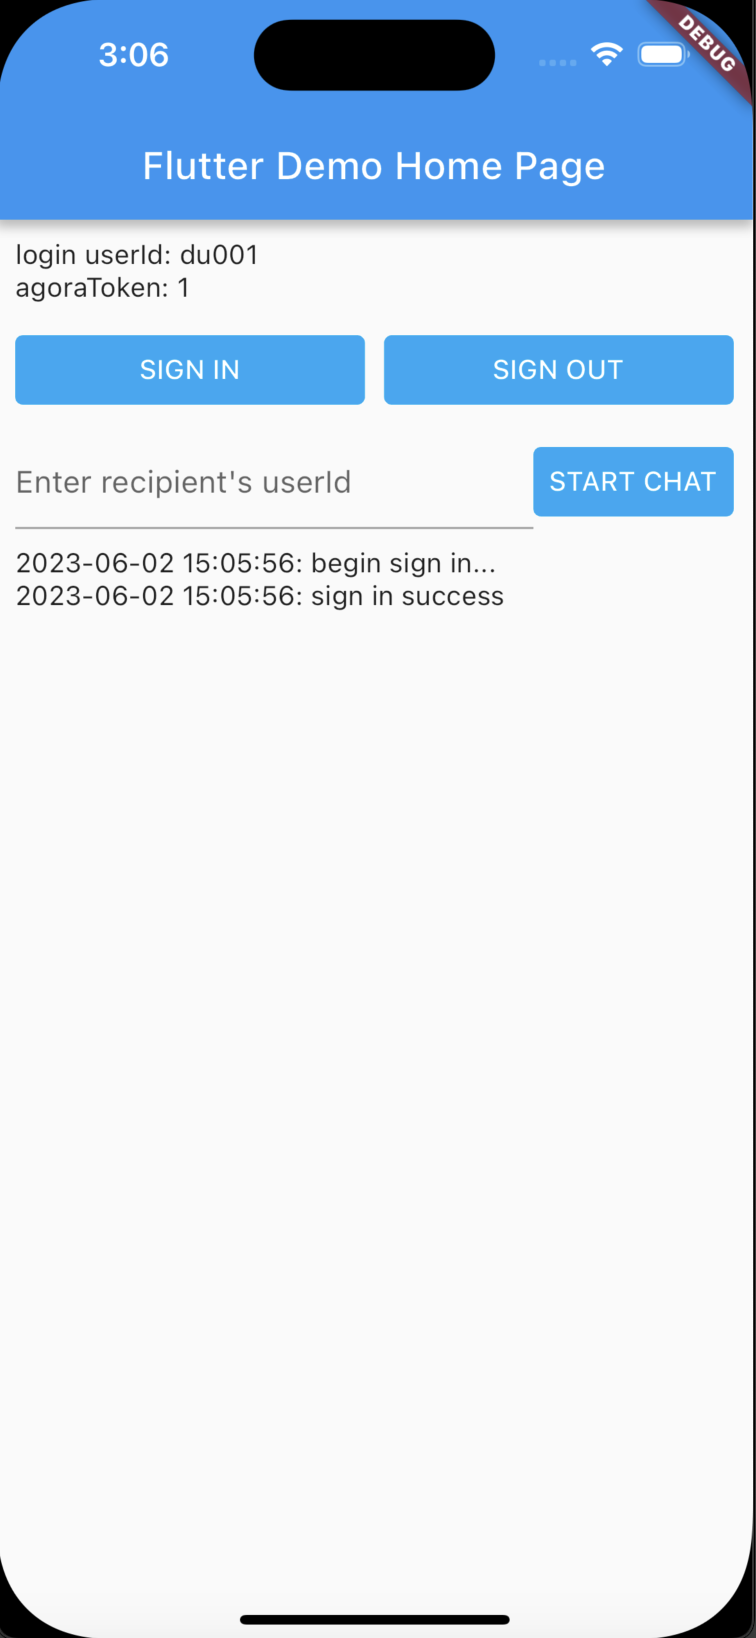 3:06
DEBUG
Flutter Demo Home Page
login userId: du001
agoraToken: 1
SIGN IN
SIGN OUT
Enter recipient's userId
START CHAT
2023-06-02 15:05:56: begin sign in...
2023-06-02 15:05:56: sign in success